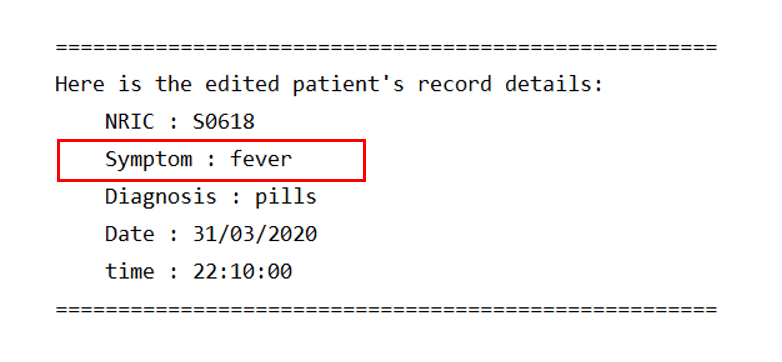 =====================================================
Here is the edited patient's record details:
    NRIC : S0618
    Symptom : fever
    Diagnosis : pills
    Date : 31/03/2020
    time : 22:10:00
=====================================================